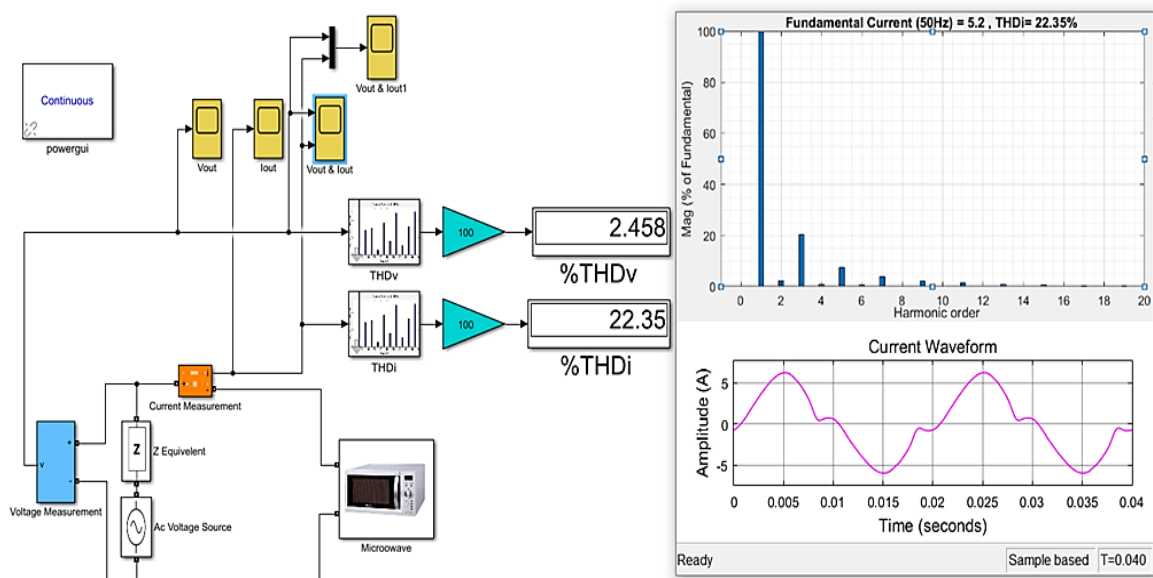 Continuous
powergui
Vout
Iout
Vout & Iout
Vout & Iout1
THDv
100
2.458
%THDv
THDi
100
22.35
%THDi
Current Measurement
v
+
-
Voltage Measurement
Z
Z Equivelent
Ac Voltage Source
Microowave
Fundamental Current (50Hz) = 5.2 , THDi= 22.35%
Mag (% of Fundamental)
100
80
60
40
20
0
0 2 4 6 8 10 12 14 16 18 20
Harmonic order
Current Waveform
Amplitude (A)
5
0
-5
0 0.005 0.01 0.015 0.02 0.025 0.03 0.035 0.04
Time (seconds)
Ready
Sample based
T=0.040